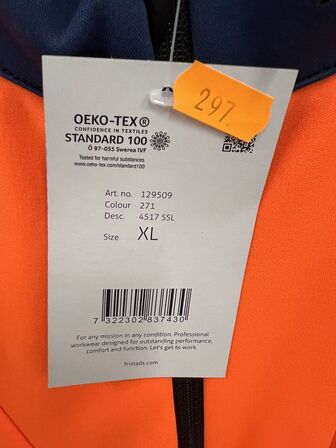 297
OEKO-TEX®
CONFIDENCE IN TEXTILES
STANDARD 100
Ö 97-055 Swerea IVF
Tested for harmful substances.
www.oeko-tex.com/standard100
Art. no. 129509
Colour 271
Desc. 4517 SSL
Size XL
7 322302 837430
For any mission in any condition. Professional
workwear designed for outstanding performance,
comfort and function. Let's get to work.
fristads.com